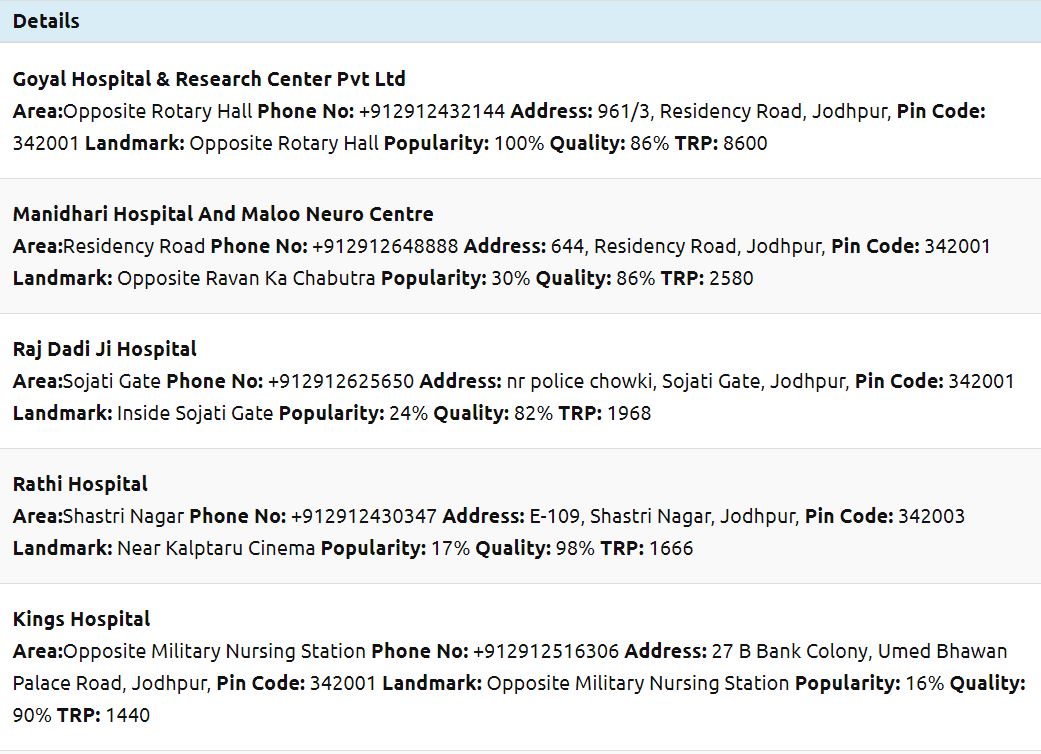 Details
Goyal Hospital & Research Center Pvt Ltd
Area:Opposite Rotary Hall Phone No: +912912432144 Address: 961/3, Residency Road, Jodhpur, Pin Code:
342001 Landmark: Opposite Rotary Hall Popularity: 100% Quality: 86% TRP: 8600
Manidhari Hospital And Maloo Neuro Centre
Area:Residency Road Phone No: +912912648888 Address: 644, Residency Road, Jodhpur, Pin Code: 342001
Landmark: Opposite Ravan Ka Chabutra Popularity: 30% Quality: 86% TRP: 2580
Raj Dadi Ji Hospital
Area:Sojati Gate Phone No: +912912625650 Address: nr police chowki, Sojati Gate, Jodhpur, Pin Code: 342001
Landmark: Inside Sojati Gate Popularity: 24% Quality: 82% TRP: 1968
Rathi Hospital
Area:Shastri Nagar Phone No: +912912430347 Address: E-109, Shastri Nagar, Jodhpur, Pin Code: 342003
Landmark: Near Kalptaru Cinema Popularity: 17% Quality: 98% TRP: 1666
Kings Hospital
Area:Opposite Military Nursing Station Phone No: +912912516306 Address: 27 B Bank Colony, Umed Bhawan
Palace Road, Jodhpur, Pin Code: 342001 Landmark: Opposite Military Nursing Station Popularity: 16% Quality:
90% TRP: 1440